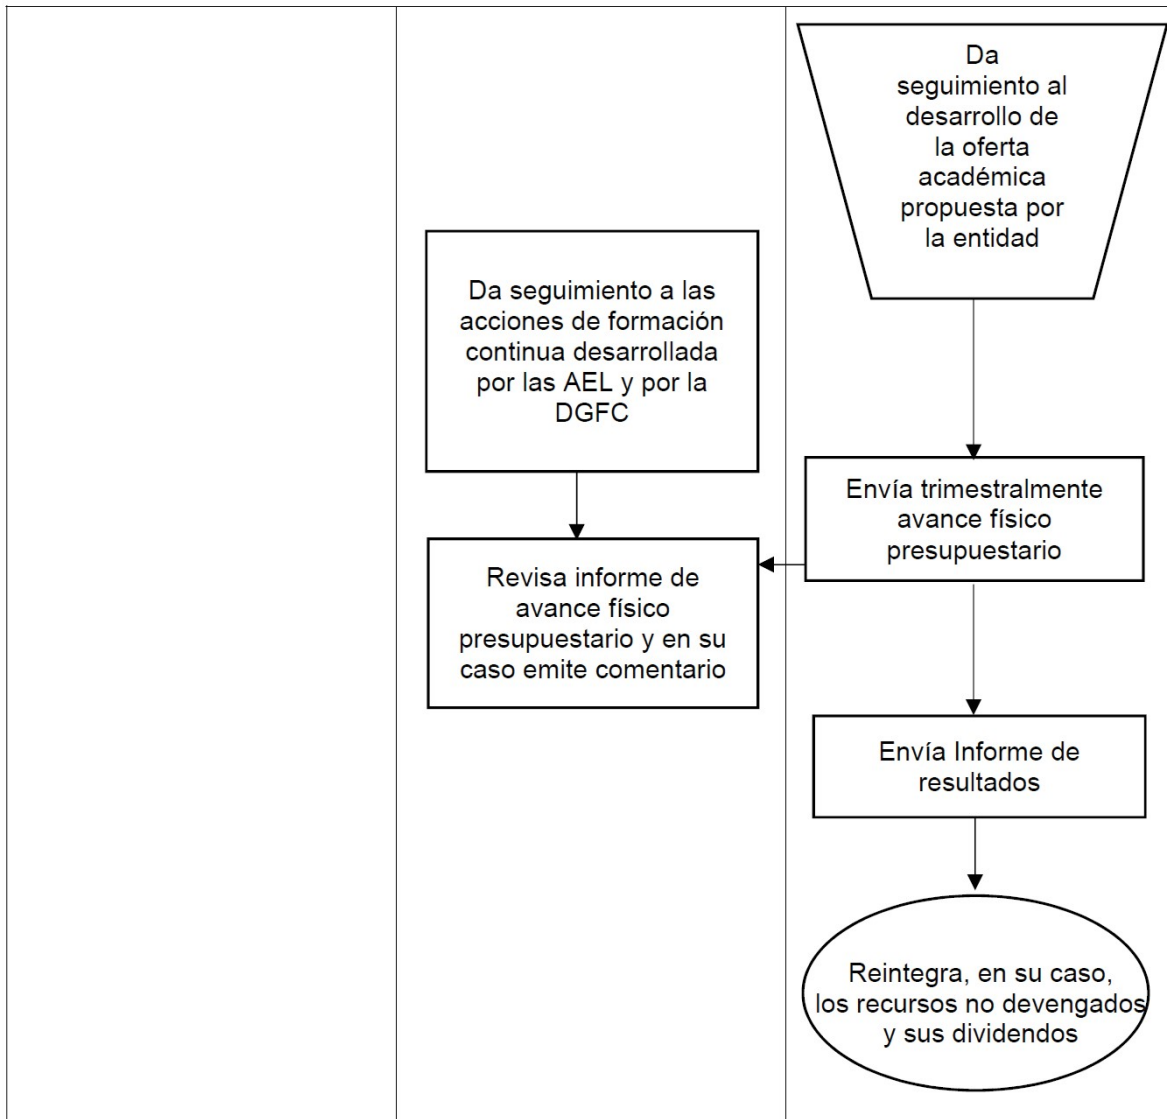 Da
seguimiento al
desarrollo de
la oferta
académica
propuesta por
la entidad
Da seguimiento a las
acciones de formación
continua desarrollada
por las AEL y por la
DGFC
Envía trimestralmente
avance físico
presupuestario
Revisa informe de
avance físico
presupuestario y en su
caso emite comentario
Envía Informe de
resultados
Reintegra, en su caso,
los recursos no devengados
y sus dividendos